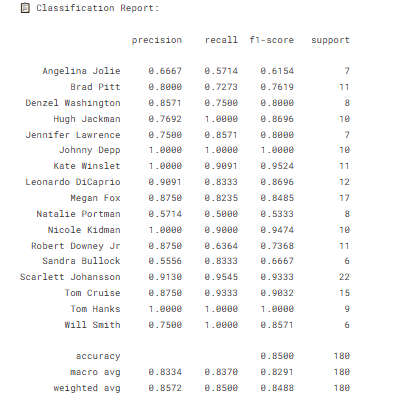 📋 Classification Report:
precision recall f1-score support
Angelina Jolie 0.6667 0.5714 0.6154 7
Brad Pitt 0.8000 0.7273 0.7619 11
Denzel Washington 0.8571 0.7500 0.8000 8
Hugh Jackman 0.7692 1.0000 0.8696 10
Jennifer Lawrence 0.7500 0.8571 0.8000 7
Johnny Depp 1.0000 1.0000 1.0000 10
Kate Winslet 1.0000 0.9091 0.9524 11
Leonardo DiCaprio 0.9091 0.8333 0.8696 12
Megan Fox 0.8750 0.8235 0.8485 17
Natalie Portman 0.5714 0.5000 0.5333 8
Nicole Kidman 1.0000 0.9000 0.9474 10
Robert Downey Jr 0.8750 0.6364 0.7368 11
Sandra Bullock 0.5556 0.8333 0.6667 6
Scarlett Johansson 0.9130 0.9545 0.9333 22
Tom Cruise 0.8750 0.9333 0.9032 15
Tom Hanks 1.0000 1.0000 1.0000 9
Will Smith 0.7500 1.0000 0.8571 6
accuracy 0.8500 180
macro avg 0.8334 0.8370 0.8291 180
weighted avg 0.8572 0.8500 0.8488 180